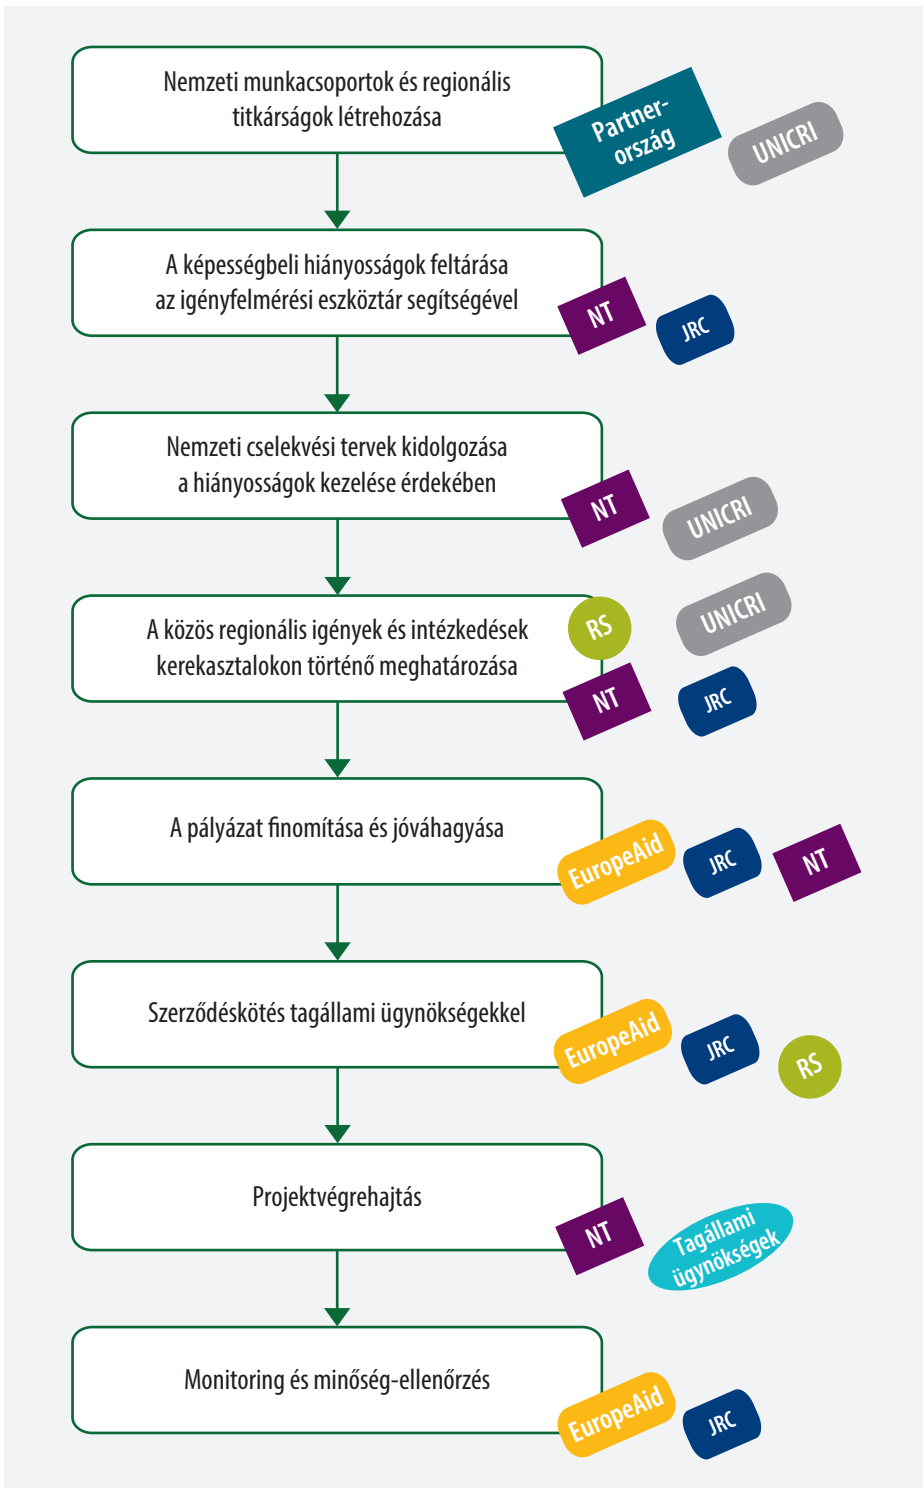 Nemzeti munkacsoportok és regionális
titkárságok létrehozása
Partner-
ország
UNICRI
A képességbeli hiányosságok feltárása
az igényfelmérési eszköztár segítségével
NT
JRC
Nemzeti cselekvési tervek kidolgozása
a hiányosságok kezelése érdekében
NT
UNICRI
A közös regionális igények és intézkedések
kerekasztalokon történő meghatározása
RS
UNICRI
NT
JRC
A pályázat finomítása és jóváhagyása
EuropeAid
JRC
NT
Szerződéskötés tagállami ügynökségekkel
EuropeAid
JRC
RS
Projektvégrehajtás
NT
Tagállami
ügynökségek
Monitoring és minőség-ellenőrzés
EuropeAid
JRC